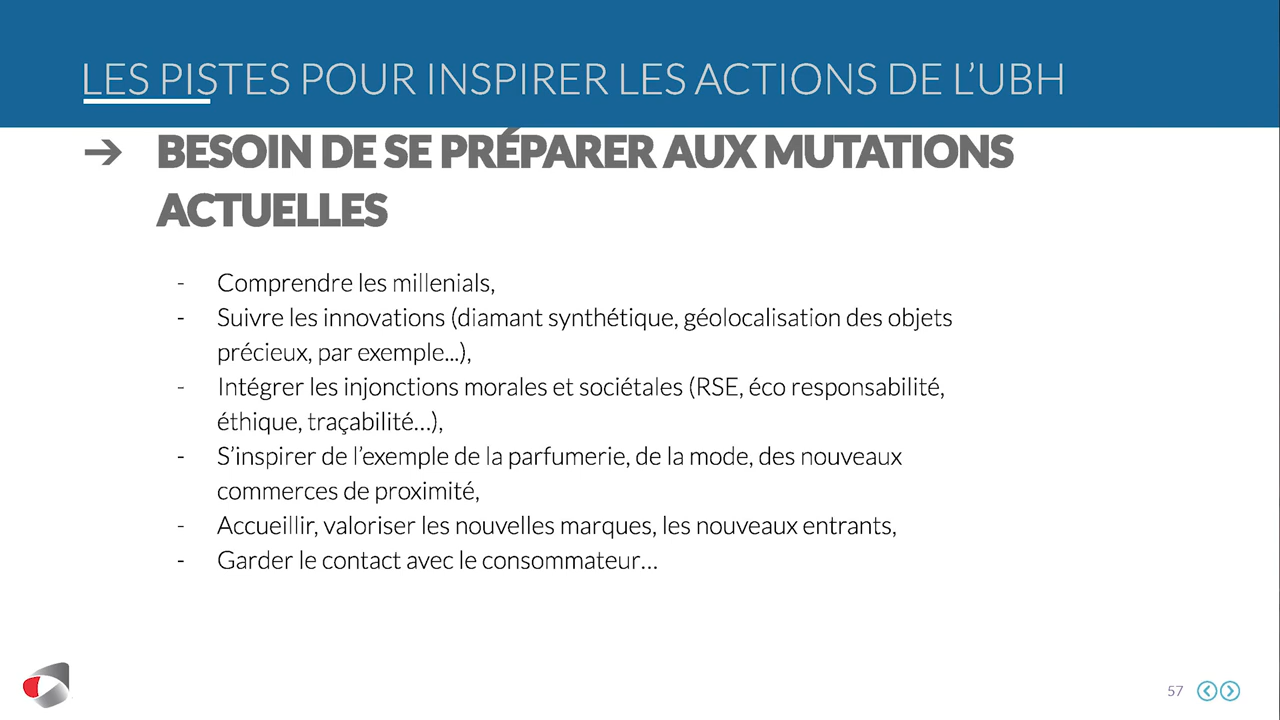 LES PISTES POUR INSPIRER LES ACTIONS DE L’UBH
➔ BESOIN DE SE PRÉPARER AUX MUTATIONS
ACTUELLES
- Comprendre les millenials,
- Suivre les innovations (diamant synthétique, géolocalisation des objets
précieux, par exemple...),
- Intégrer les injonctions morales et sociétales (RSE, éco responsabilité,
éthique, traçabilité…),
- S’inspirer de l’exemple de la parfumerie, de la mode, des nouveaux
commerces de proximité,
- Accueillir, valoriser les nouvelles marques, les nouveaux entrants,
- Garder le contact avec le consommateur…
57